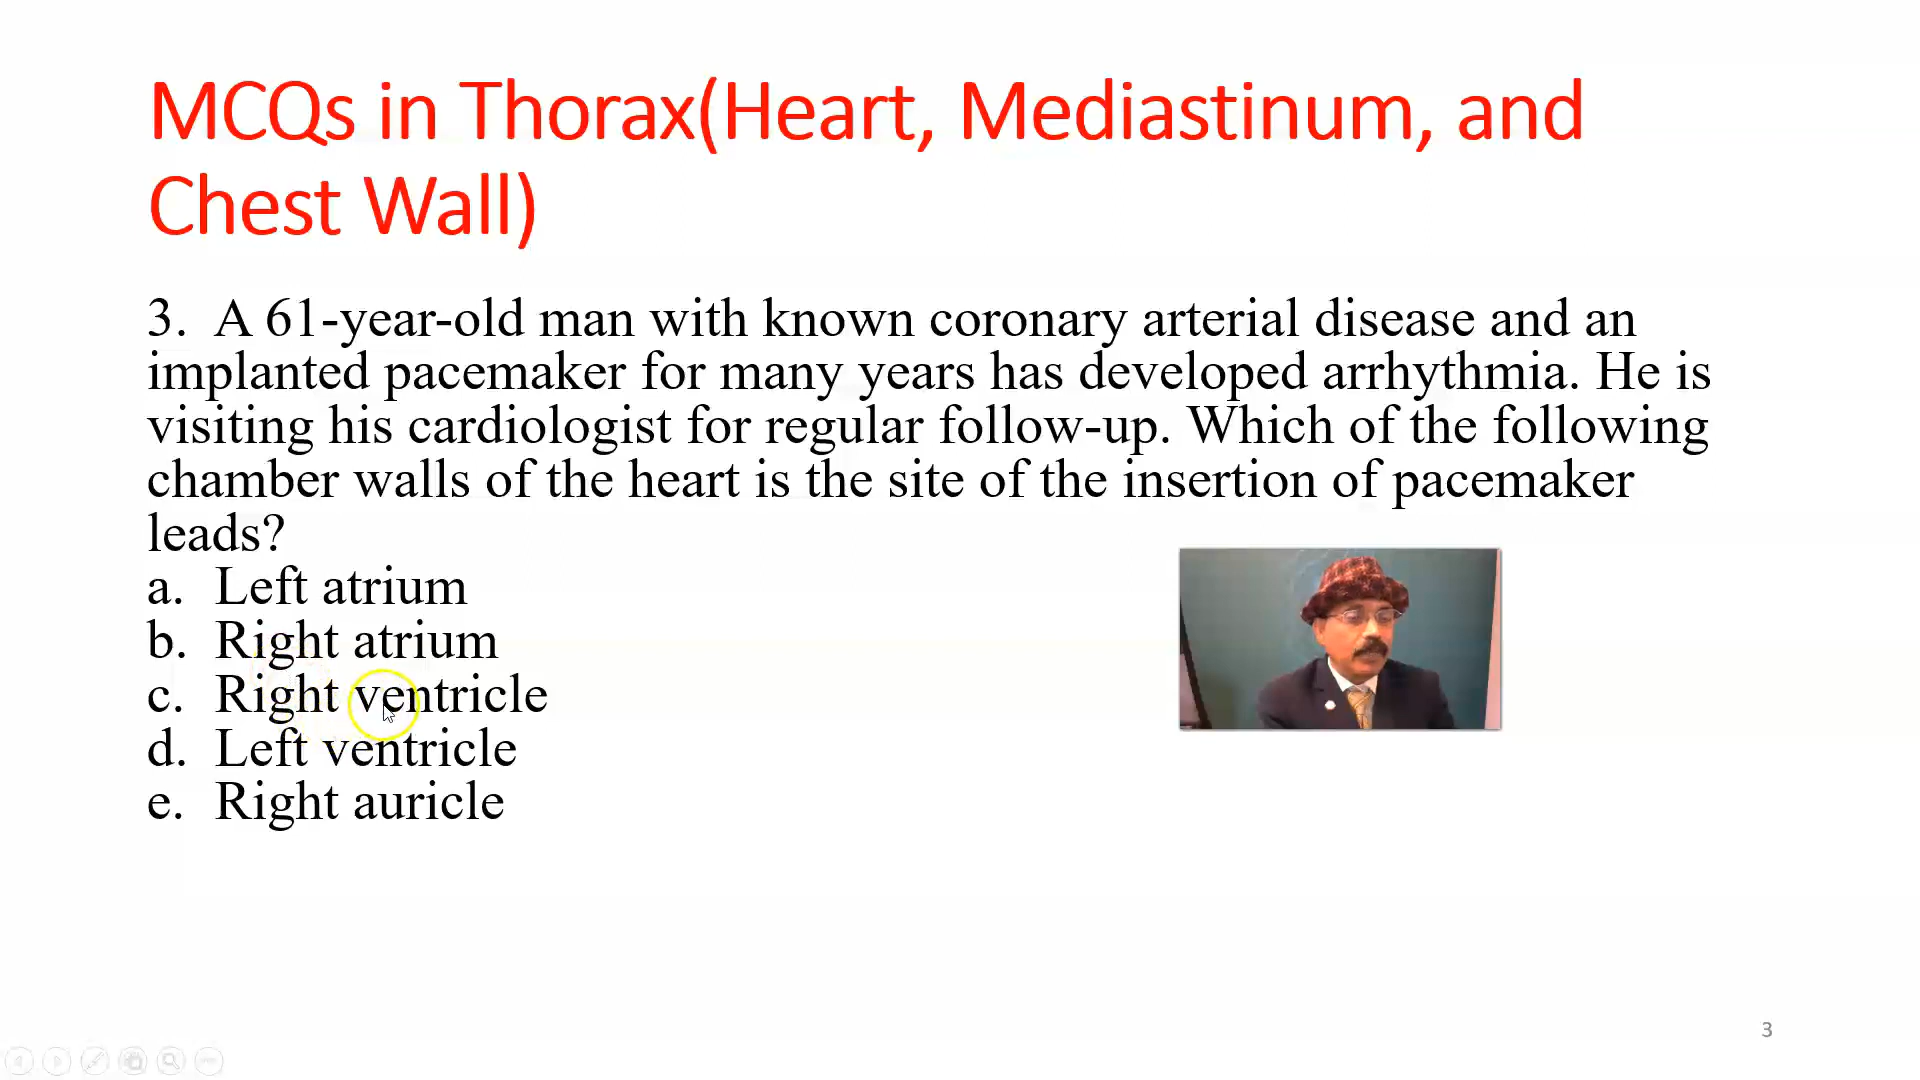 MCQs in Thorax(Heart, Mediastinum, and
Chest Wall)
3. A 61-year-old man with known coronary arterial disease and an
implanted pacemaker for many years has developed arrhythmia. He is
visiting his cardiologist for regular follow-up. Which of the following
chamber walls of the heart is the site of the insertion of pacemaker
leads?
a. Left atrium
b. Right atrium
c. Right ventricle
d. Left ventricle
e. Right auricle
3